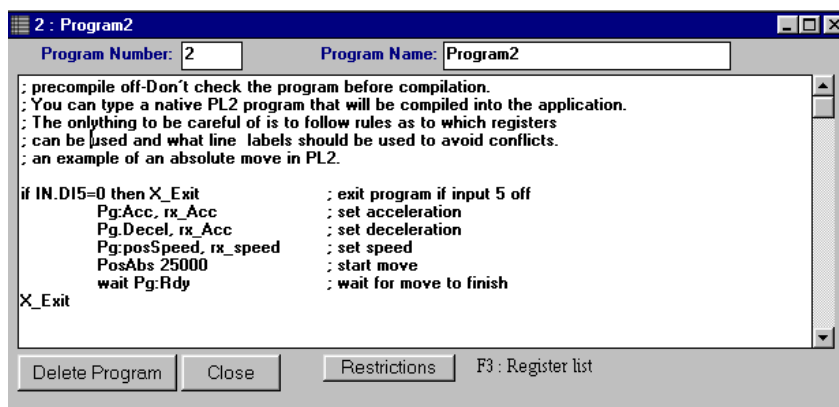 2 : Program2
Program Number: 2 Program Name: Program2
; precompile off-Don´t check the program before compilation.
; You can type a native PL2 program that will be compiled into the application.
; The onlything to be careful of is to follow rules as to which registers
; can be used and what line labels should be used to avoid conflicts.
; an example of an absolute move in PL2.
if IN.DI5=0 then X_Exit ; exit program if input 5 off
Pg:Acc, rx_Acc ; set acceleration
Pg.Decel, rx_Acc ; set deceleration
Pg:posSpeed, rx_speed ; set speed
PosAbs 25000 ; start move
wait Pg:Rdy ; wait for move to finish
X_Exit
Delete Program Close Restrictions F3 : Register list